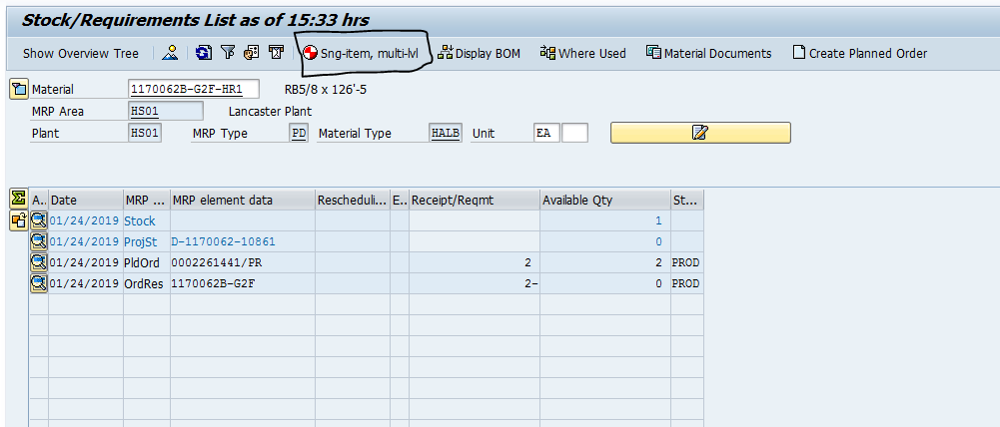 Stock/Requirements List as of 15:33 hrs
Show Overview Tree Sng-item, multi-lvl Display BOM Where Used Material Documents Create Planned Order
Material 1170062B-G2F-HR1 RB5/8 x 126'-5
MRP Area HS01 Lancaster Plant
Plant HS01 MRP Type PD Material Type HALB Unit EA
A.. Date MRP ... MRP element data Rescheduli... E.. Receipt/Reqmt Available Qty St...
01/24/2019 Stock 1
01/24/2019 ProjSt D-1170062-10861 0
01/24/2019 PldOrd 0002261441/PR 2 2 PROD
01/24/2019 OrdRes 1170062B-G2F 2- 0 PROD